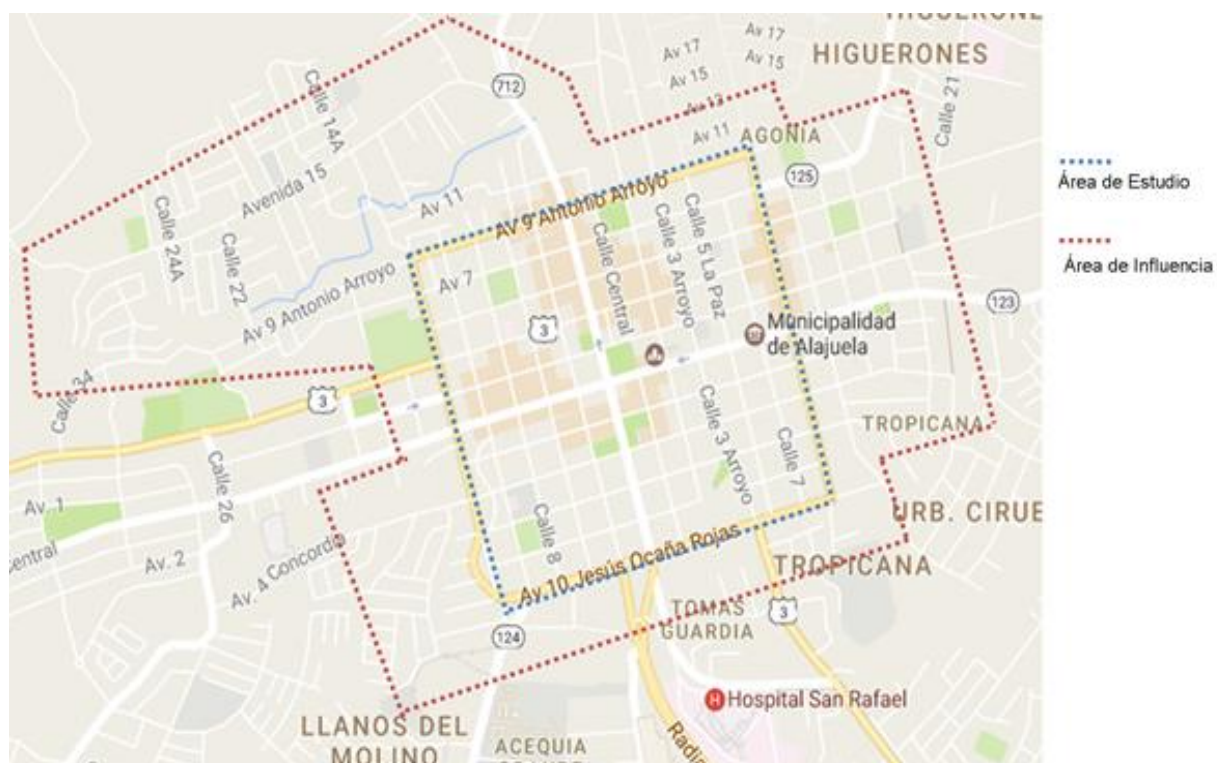 HIGUERONE
HIGUERONES
Av 17
Av 17
Av 15
Av 15
Calle 14A
712
Av 13
Calle 21
Av 11
AGONIA
125
Avenida 15
Área de Estudio
Calle 24A
Av 11
Av 9 Antonio Arroyo
Calle 22
Calle 5 La Paz
Calle 3 Arroyo
Calle Central
Área de Influencia
Av 7
Av 9 Antonio Arroyo
123
3
Municipalidad
de Alajuela
Calle 34
3
TROPICANA
Calle 3 Arroyo
Calle 7
Calle 26
Av. 1
URB. CIRUE
Calle 8
Central
Av. 2
Av. 4 Concordia
Av 10 Jesús Ocaña Rojas
TROPICANA
124
TOMAS
GUARDIA
3
H
Hospital San Rafael
LLANOS DEL
MOLINO
ACEQUIA
Radia